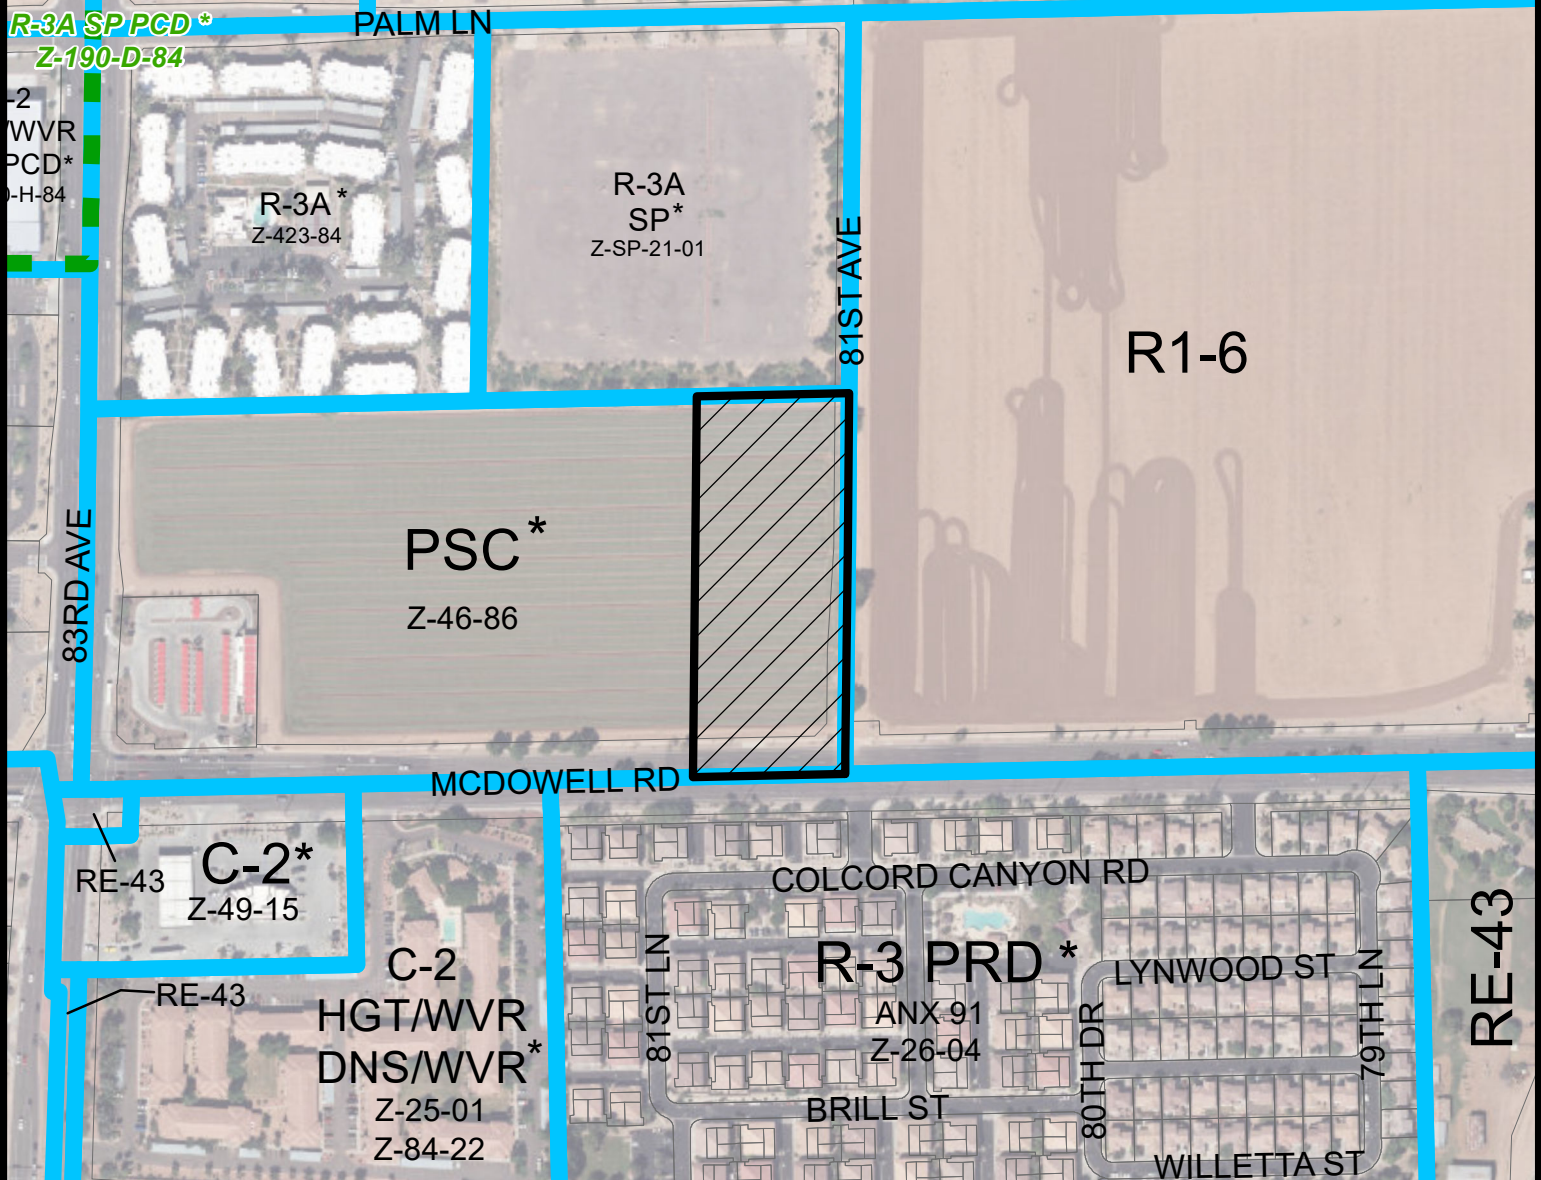 R-3A SP PCD *
Z-190-D-84
PALM LN
-2
/WVR
PCD*
-H-84
R-3A *
Z-423-84
R-3A
SP*
Z-SP-21-01
81ST AVE
R1-6
PSC *
Z-46-86
83RD AVE
MCDOWELL RD
RE-43
C-2*
Z-49-15
COLCORD CANYON RD
RE-43
C-2
HGT/WVR
DNS/WVR*
Z-25-01
Z-84-22
81ST LN
R-3 PRD *
ANX 91
Z-26-04
LYNWOOD ST
80TH DR
79TH LN
RE-43
BRILL ST
WILLETTA ST